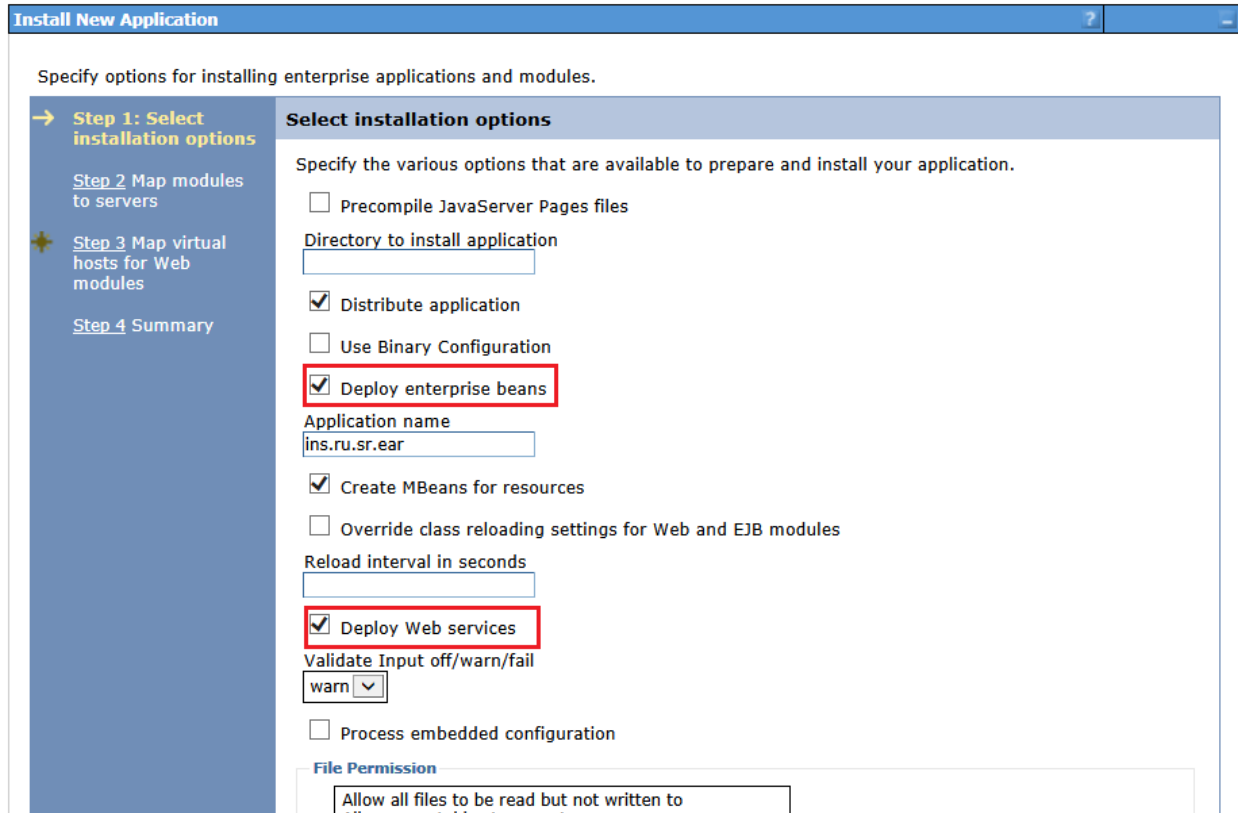 Install New Application
?
Specify options for installing enterprise applications and modules.
Step 1: Select
installation options
Step 2 Map modules
to servers
Step 3 Map virtual
hosts for Web
modules
Step 4 Summary
Select installation options
Specify the various options that are available to prepare and install your application.
Precompile JavaServer Pages files
Directory to install application
Distribute application
Use Binary Configuration
Deploy enterprise beans
Application name
ins.ru.sr.ear
Create MBeans for resources
Override class reloading settings for Web and EJB modules
Reload interval in seconds
Deploy Web services
Validate Input off/warn/fail
warn
Process embedded configuration
File Permission
Allow all files to be read but not written to